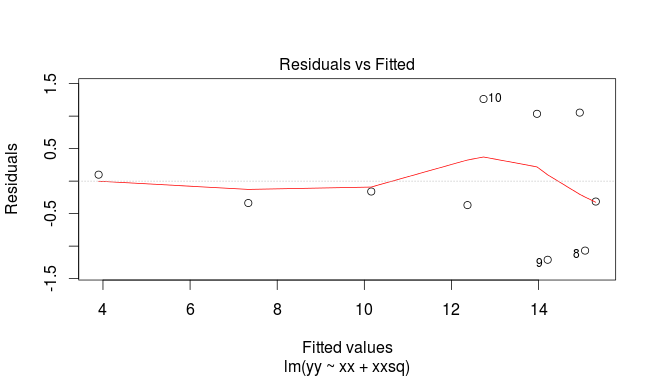 Residuals vs Fitted
1.5
0.5
-0.5
-1.5
Residuals
10
9
8
4 6 8 10 12 14
Fitted values
lm(yy ~ xx + xxsq)